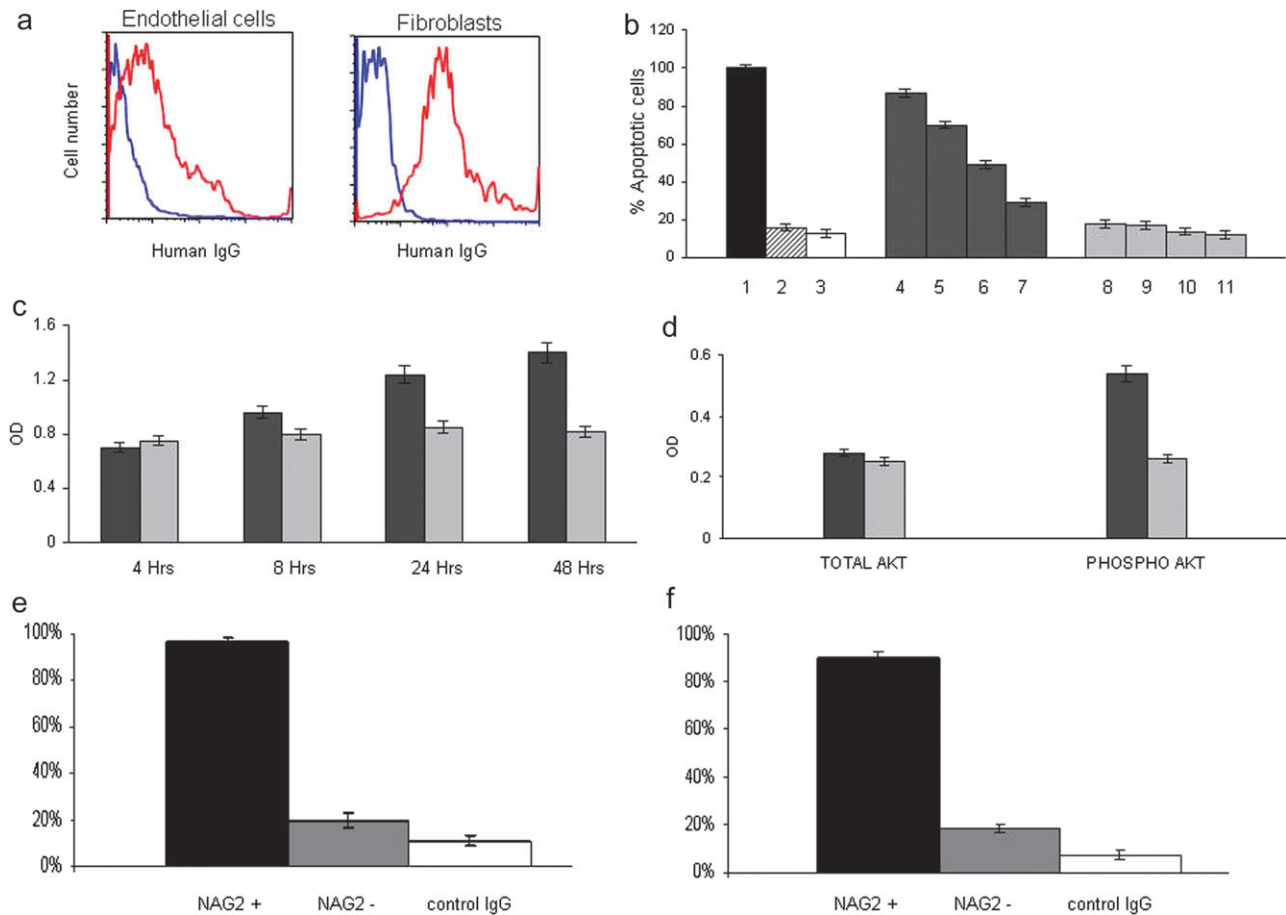 a
Endothelial cells
Fibroblasts
Cell number
Human IgG
Human IgG
b
% Apoptotic cells
120
100
80
60
40
20
0
1 2 3 4 5 6 7 8 9 10 11
c
OD
1.6
1.2
0.8
0.4
0
4 Hrs 8 Hrs 24 Hrs 48 Hrs
d
OD
0.6
0.4
0.2
0
TOTAL AKT PHOSPHO AKT
e
100%
80%
60%
40%
20%
0%
NAG2 + NAG2 - control IgG
f
100%
80%
60%
40%
20%
0%
NAG2 + NAG2 - control IgG